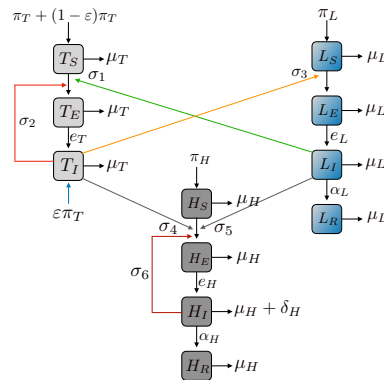 π_T + (1 − ε)π_T
π_L
T_S μ_T
L_S μ_L
σ_1
σ_3
σ_2
T_E μ_T
L_E μ_L
e_T
e_L
T_I μ_T
L_I μ_L
π_H
α_L
επ_T
H_S μ_H
L_R μ_L
σ_4
σ_5
H_E μ_H
σ_6
e_H
H_I μ_H + δ_H
α_H
H_R μ_H